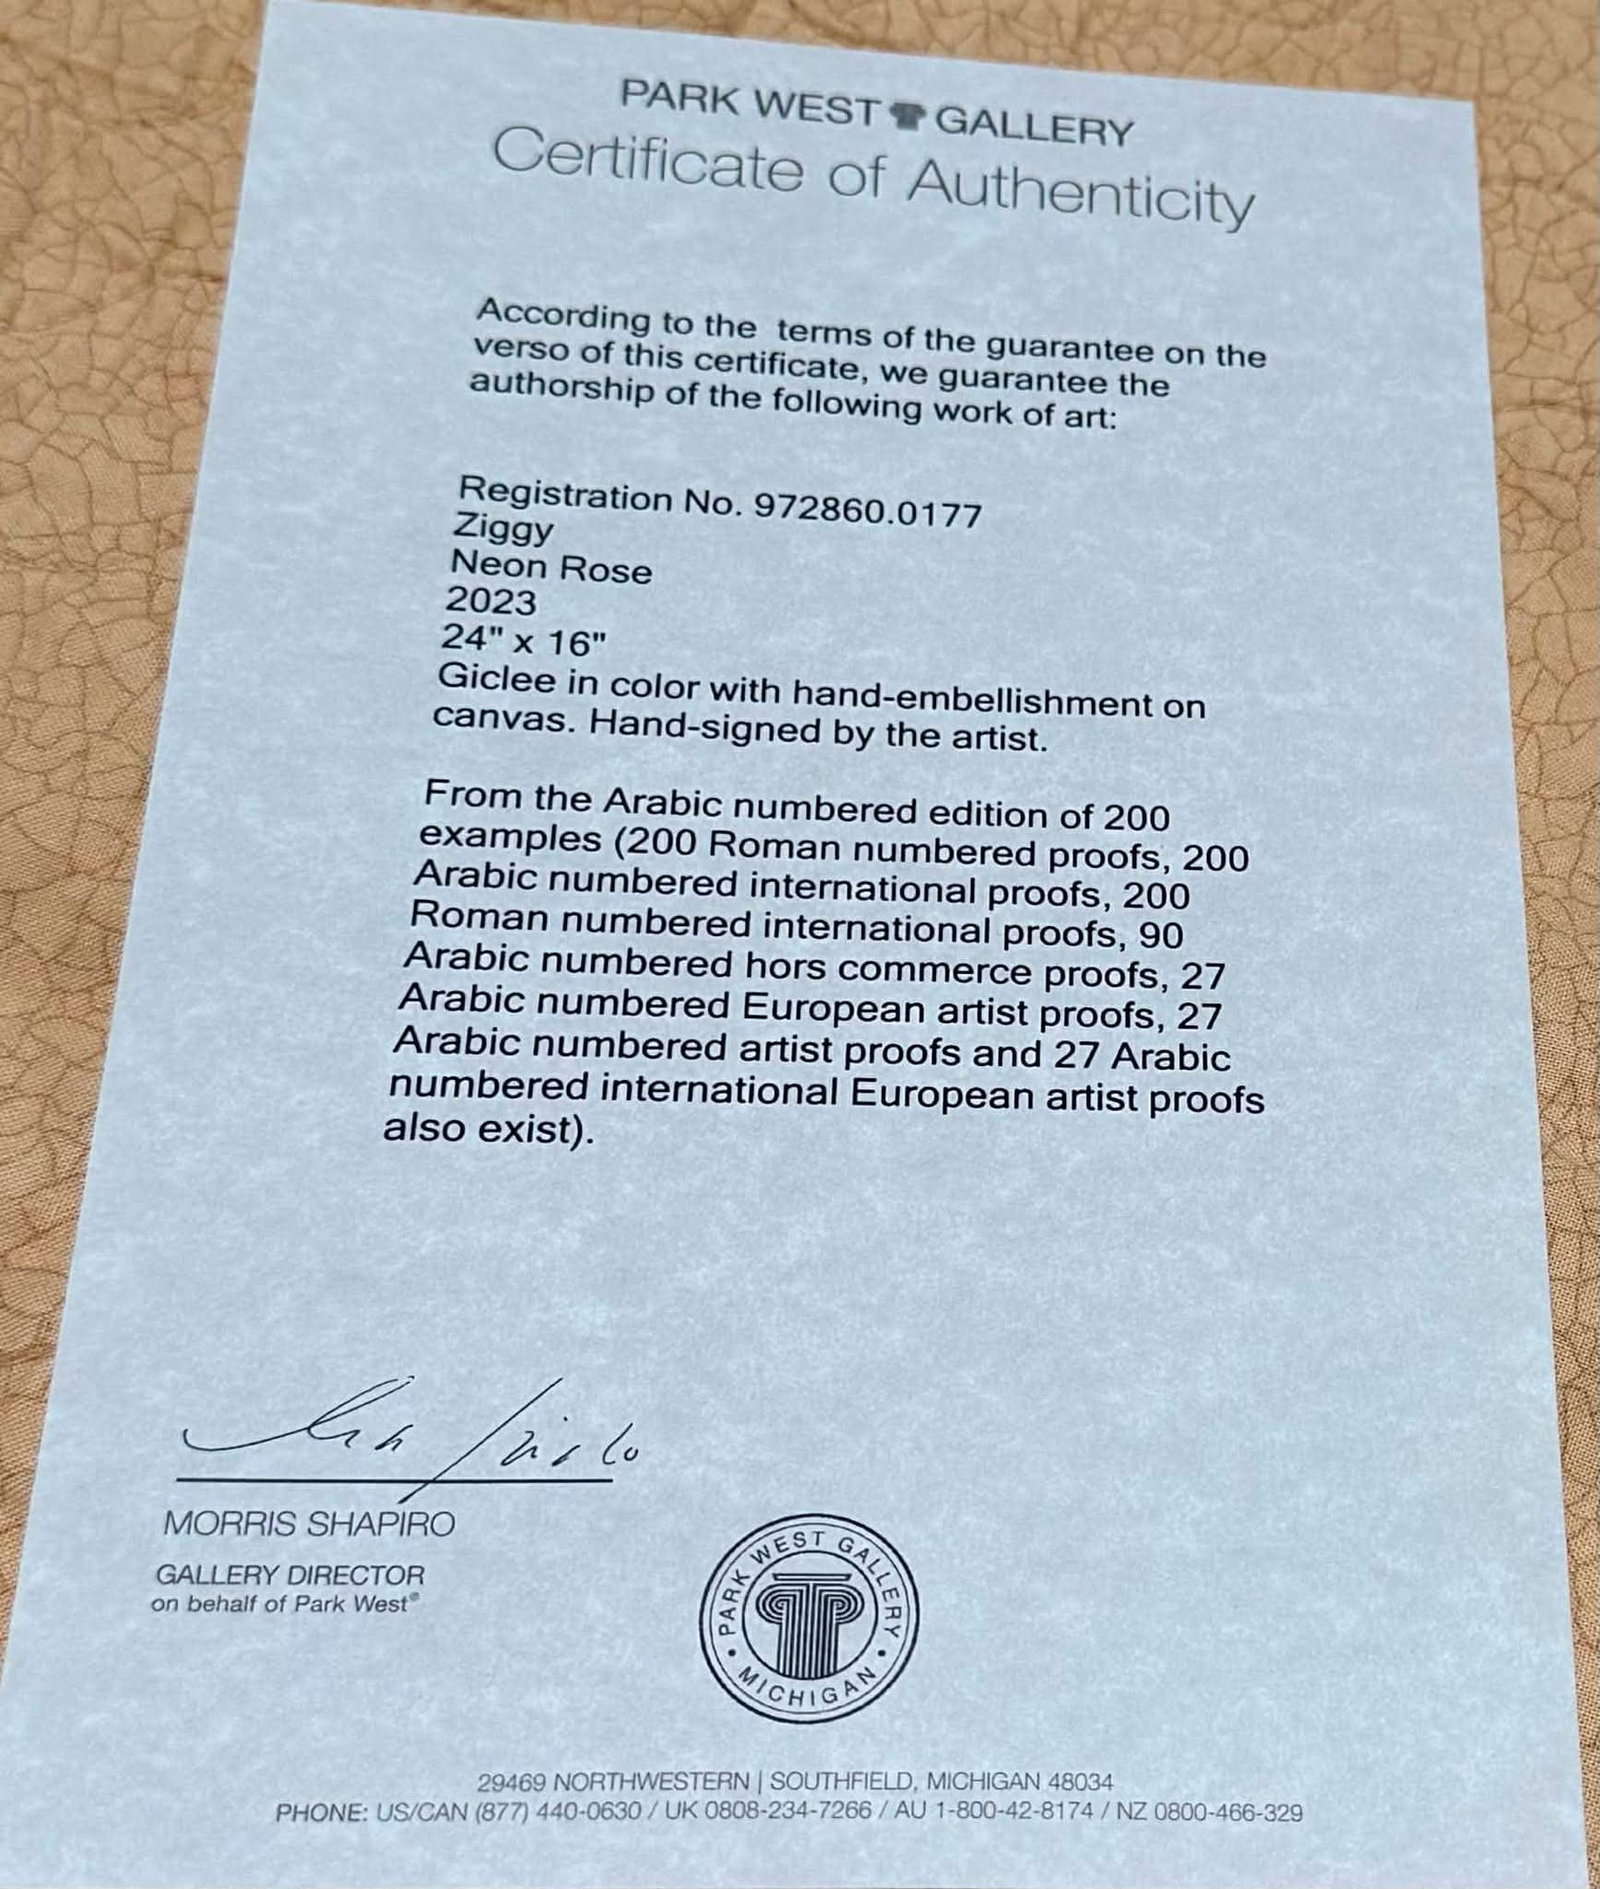 PARK WEST GALLERY
Certificate of Authenticity
According to the terms of the guarantee on the
verso of this certificate, we guarantee the
authorship of the following work of art:
Registration No. 972860.0177
Ziggy
Neon Rose
2023
24" x 16"
Giclee in color with hand-embellishment on
canvas. Hand-signed by the artist.
From the Arabic numbered edition of 200
examples (200 Roman numbered proofs, 200
Arabic numbered international proofs, 200
Roman numbered international proofs, 90
Arabic numbered hors commerce proofs, 27
Arabic numbered European artist proofs, 27
Arabic numbered artist proofs and 27 Arabic
numbered international European artist proofs
also exist).
MORRIS SHAPIRO
GALLERY DIRECTOR
on behalf of Park West®
PARK WEST GALLERY
• MICHIGAN •
29469 NORTHWESTERN | SOUTHFIELD, MICHIGAN 48034
PHONE: US/CAN (877) 440-0630 / UK 0808-234-7266 / AU 1-800-42-8174 / NZ 0800-466-329